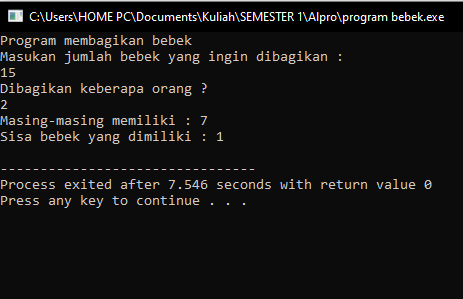 C:\Users\HOME PC\Documents\Kuliah\SEMESTER 1\Alpro\program bebek.exe
Program membagikan bebek
Masukan jumlah bebek yang ingin dibagikan :
15
Dibagikan keberapa orang ?
2
Masing-masing memiliki : 7
Sisa bebek yang dimiliki : 1
--------------------------------
Process exited after 7.546 seconds with return value 0
Press any key to continue . . .